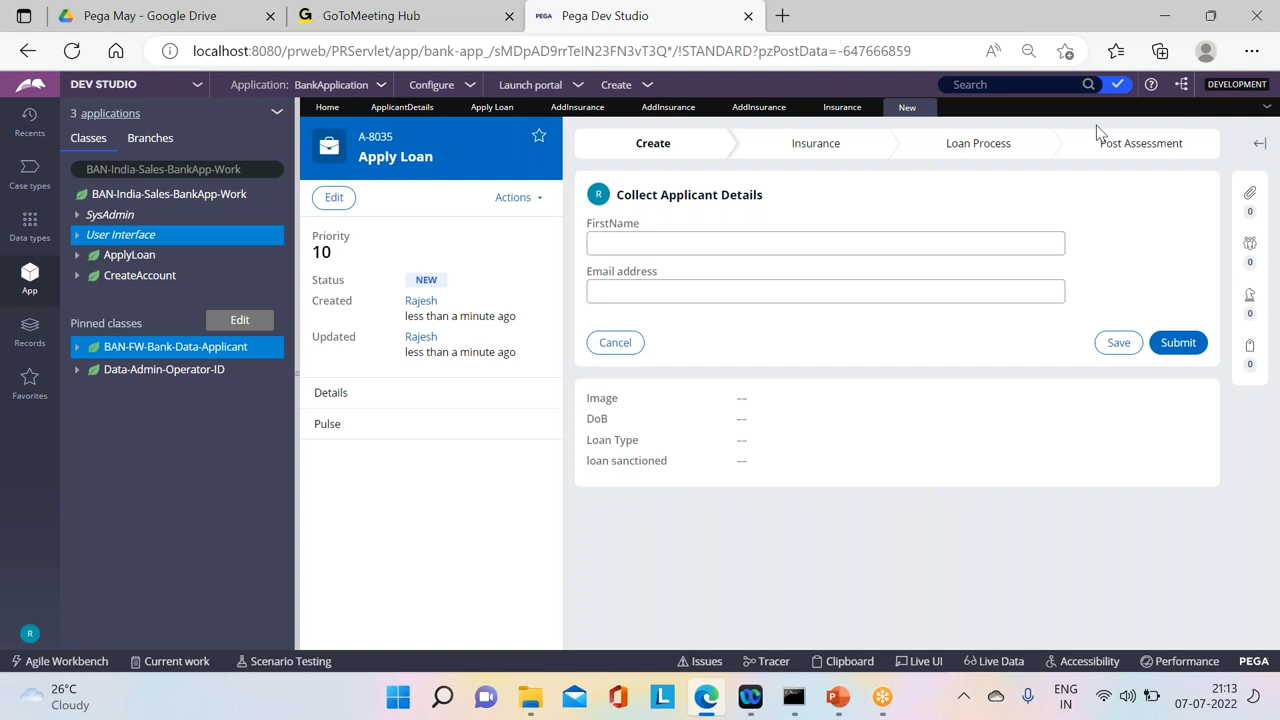 Pega May - Google Drive
GoToMeeting Hub
PEGA Pega Dev Studio
localhost:8080/prweb/PRServlet/app/bank-app_/sMDpAD9rrTeIN23FN3vT3Q*/!STANDARD?pzPostData=-647666859
DEV STUDIO
Application: BankApplication
Configure
Launch portal
Create
Search
DEVELOPMENT
3 applications
Home
ApplicantDetails
Apply Loan
AddInsurance
AddInsurance
AddInsurance
Insurance
New
Recents
Case types
Data types
App
Records
Favorites
R
Classes
Branches
BAN-India-Sales-BankApp-Work
BAN-India-Sales-BankApp-Work
SysAdmin
User Interface
ApplyLoan
CreateAccount
Pinned classes
Edit
BAN-FW-Bank-Data-Applicant
Data-Admin-Operator-ID
A-8035
Apply Loan
Edit
Actions
Priority
10
Status NEW
Created Rajesh
less than a minute ago
Updated Rajesh
less than a minute ago
Details
Pulse
Create
Insurance
Loan Process
Post Assessment
R Collect Applicant Details
FirstName
Email address
Cancel
Save
Submit
Image --
DoB --
Loan Type --
loan sanctioned --
0
0
0
0
Agile Workbench
Current work
Scenario Testing
Issues
Tracer
Clipboard
Live UI
Live Data
Accessibility
Performance
PEGA
26°C
Cloudy
ENG
IN
21:13
07-07-2022